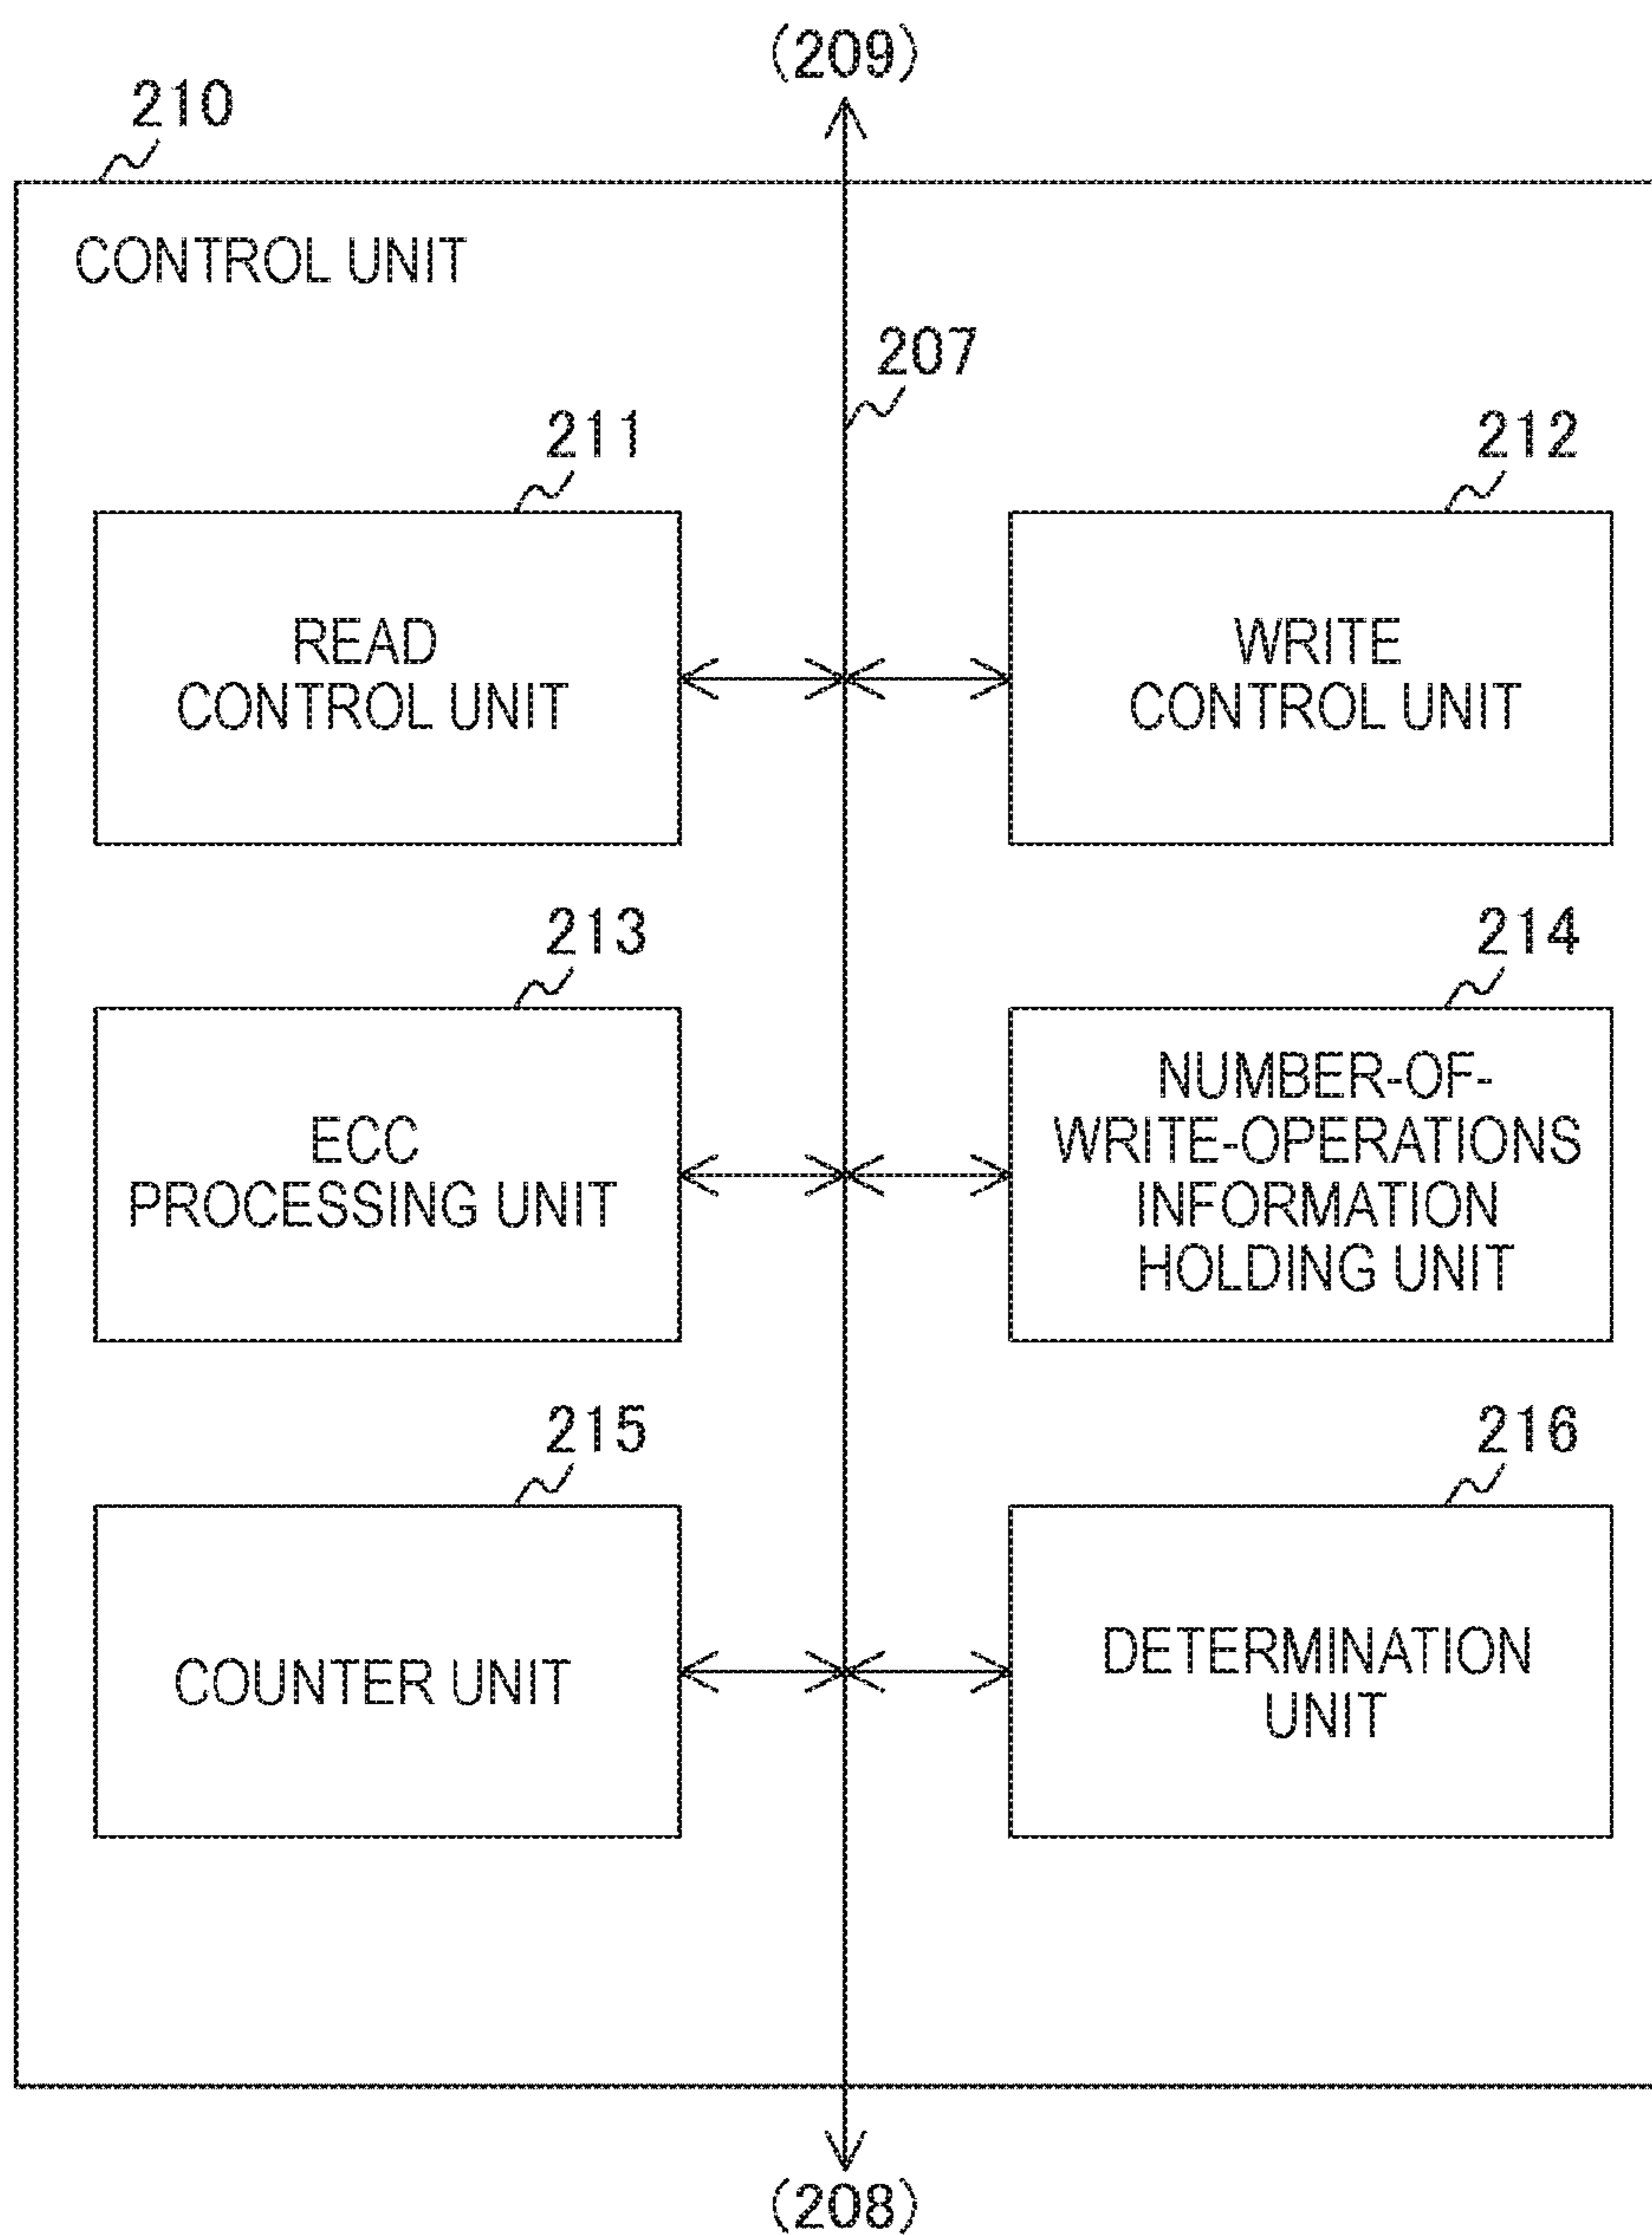 (209)
210
CONTROL UNIT
207
211
212
READ
CONTROL UNIT
WRITE
CONTROL UNIT
213
214
ECC
PROCESSING UNIT
NUMBER-OF-
WRITE-OPERATIONS
INFORMATION
HOLDING UNIT
215
216
COUNTER UNIT
DETERMINATION
UNIT
(208)